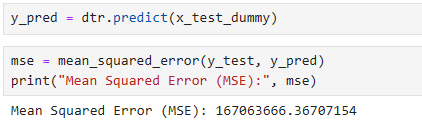 y_pred = dtr.predict(x_test_dummy)
mse = mean_squared_error(y_test, y_pred)
print("Mean Squared Error (MSE):", mse)
Mean Squared Error (MSE): 167063666.36707154